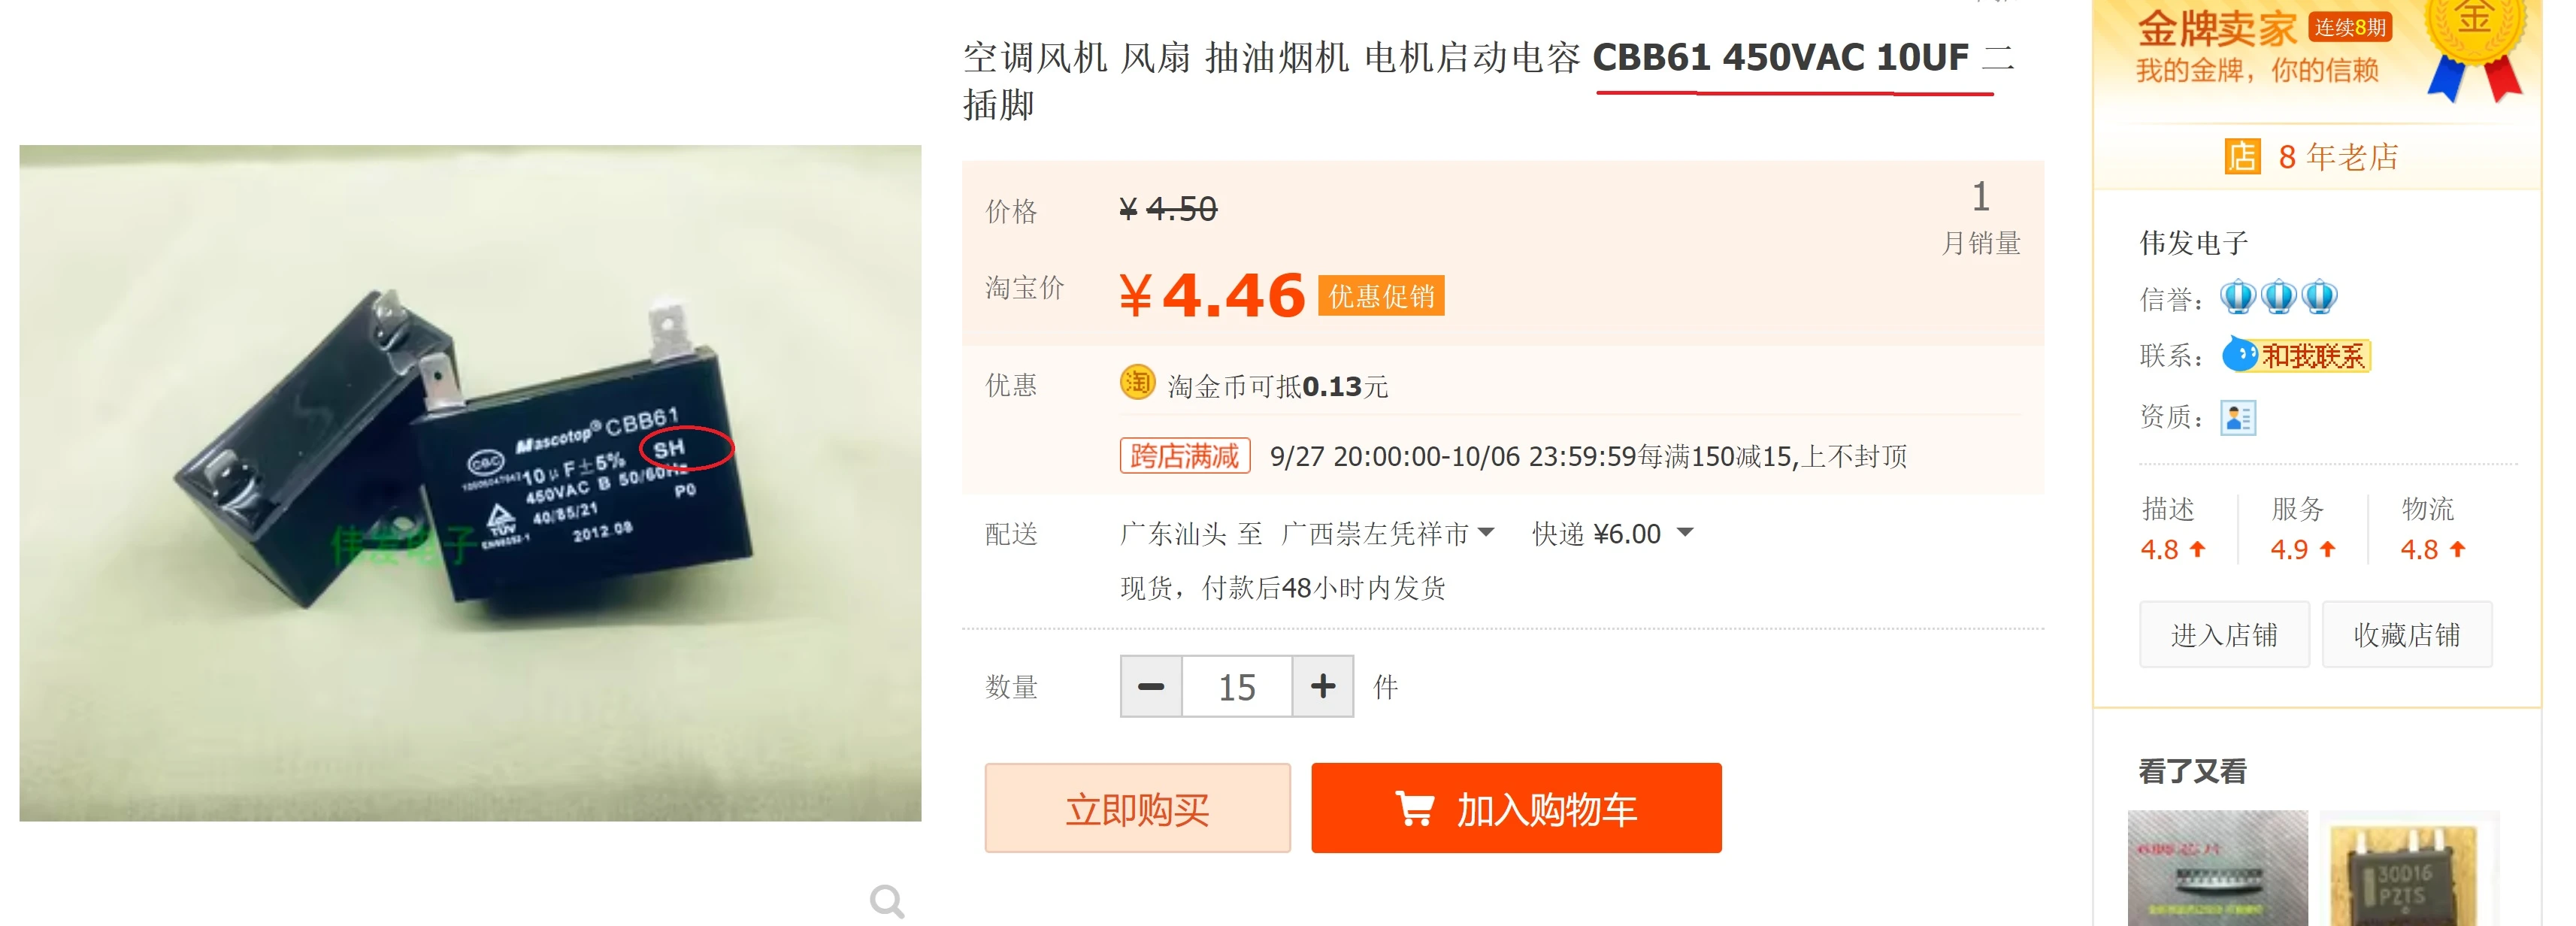 空调风机 风扇 抽油烟机 电机启动电容 CBB61 450VAC 10UF 二
插脚
价格 ¥4.50
1
月销量
淘宝价 ¥4.46 优惠促销
优惠 淘 淘金币可抵0.13元
跨店满减 9/27 20:00:00-10/06 23:59:59每满150减15,上不封顶
配送 广东汕头 至 广西崇左凭祥市 快递 ¥6.00
现货，付款后48小时内发货
数量 − 15 + 件
立即购买 加入购物车
Mascotop® CBB61
CQC
10μF±5% SH
450VAC B 50/60Hz
40/85/21 P0
TUV
2012.08
伟发电子
金牌卖家 连续8期
金
我的金牌，你的信赖
店 8 年老店
伟发电子
信誉：
联系： 和我联系
资质：
描述 服务 物流
4.8 4.9 4.8
进入店铺 收藏店铺
看了又看
30D16
PZTS